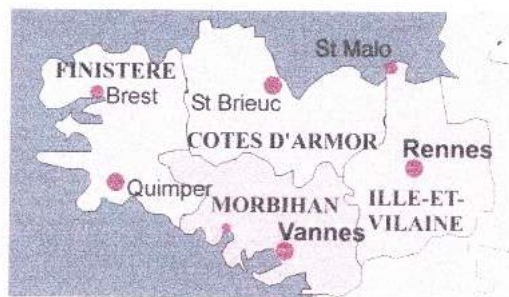 St Malo
FINISTERE
Brest
St Brieuc
COTES D'ARMOR
Rennes
Quimper
MORBIHAN
ILLE-ET-
VILAINE
Vannes